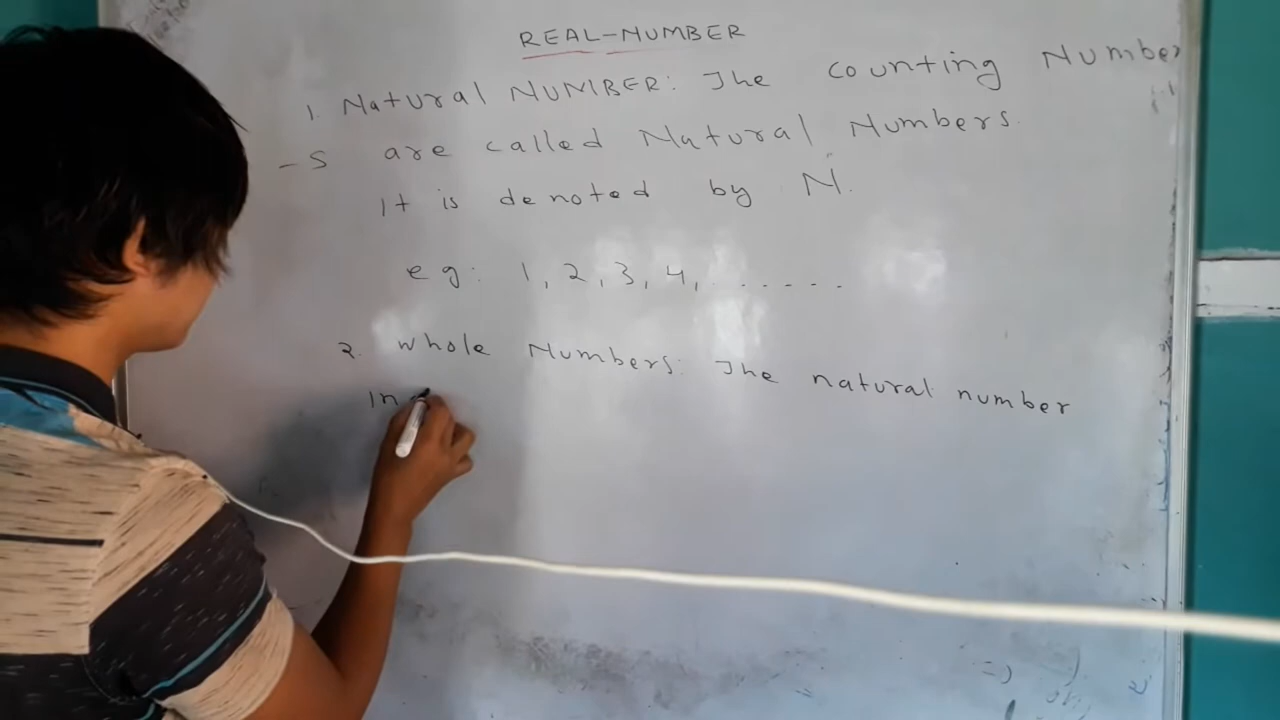 REAL-NUMBER
1. Natural NUMBER: The counting Number
-s are called Natural Numbers.
It is denoted by N.
eg: 1, 2, 3, 4, ......
2. Whole Numbers: The natural number
in